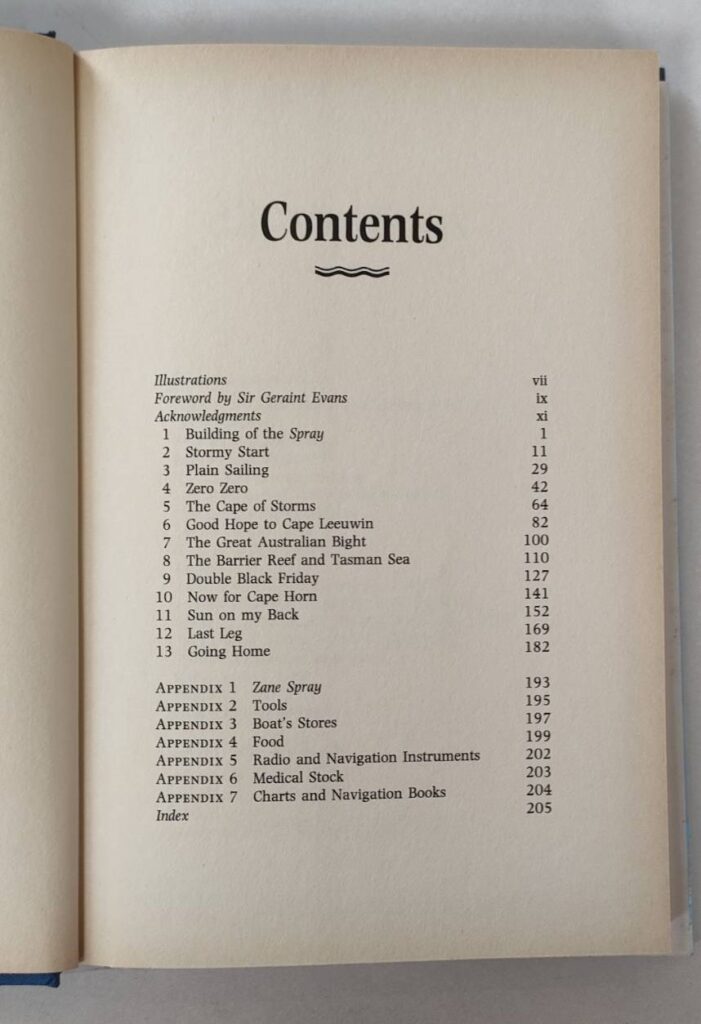 Contents
Illustrations vii
Foreword by Sir Geraint Evans ix
Acknowledgments xi
1 Building of the Spray 1
2 Stormy Start 11
3 Plain Sailing 29
4 Zero Zero 42
5 The Cape of Storms 64
6 Good Hope to Cape Leeuwin 82
7 The Great Australian Bight 100
8 The Barrier Reef and Tasman Sea 110
9 Double Black Friday 127
10 Now for Cape Horn 141
11 Sun on my Back 152
12 Last Leg 169
13 Going Home 182
APPENDIX 1 Zane Spray 193
APPENDIX 2 Tools 195
APPENDIX 3 Boat's Stores 197
APPENDIX 4 Food 199
APPENDIX 5 Radio and Navigation Instruments 202
APPENDIX 6 Medical Stock 203
APPENDIX 7 Charts and Navigation Books 204
Index 205